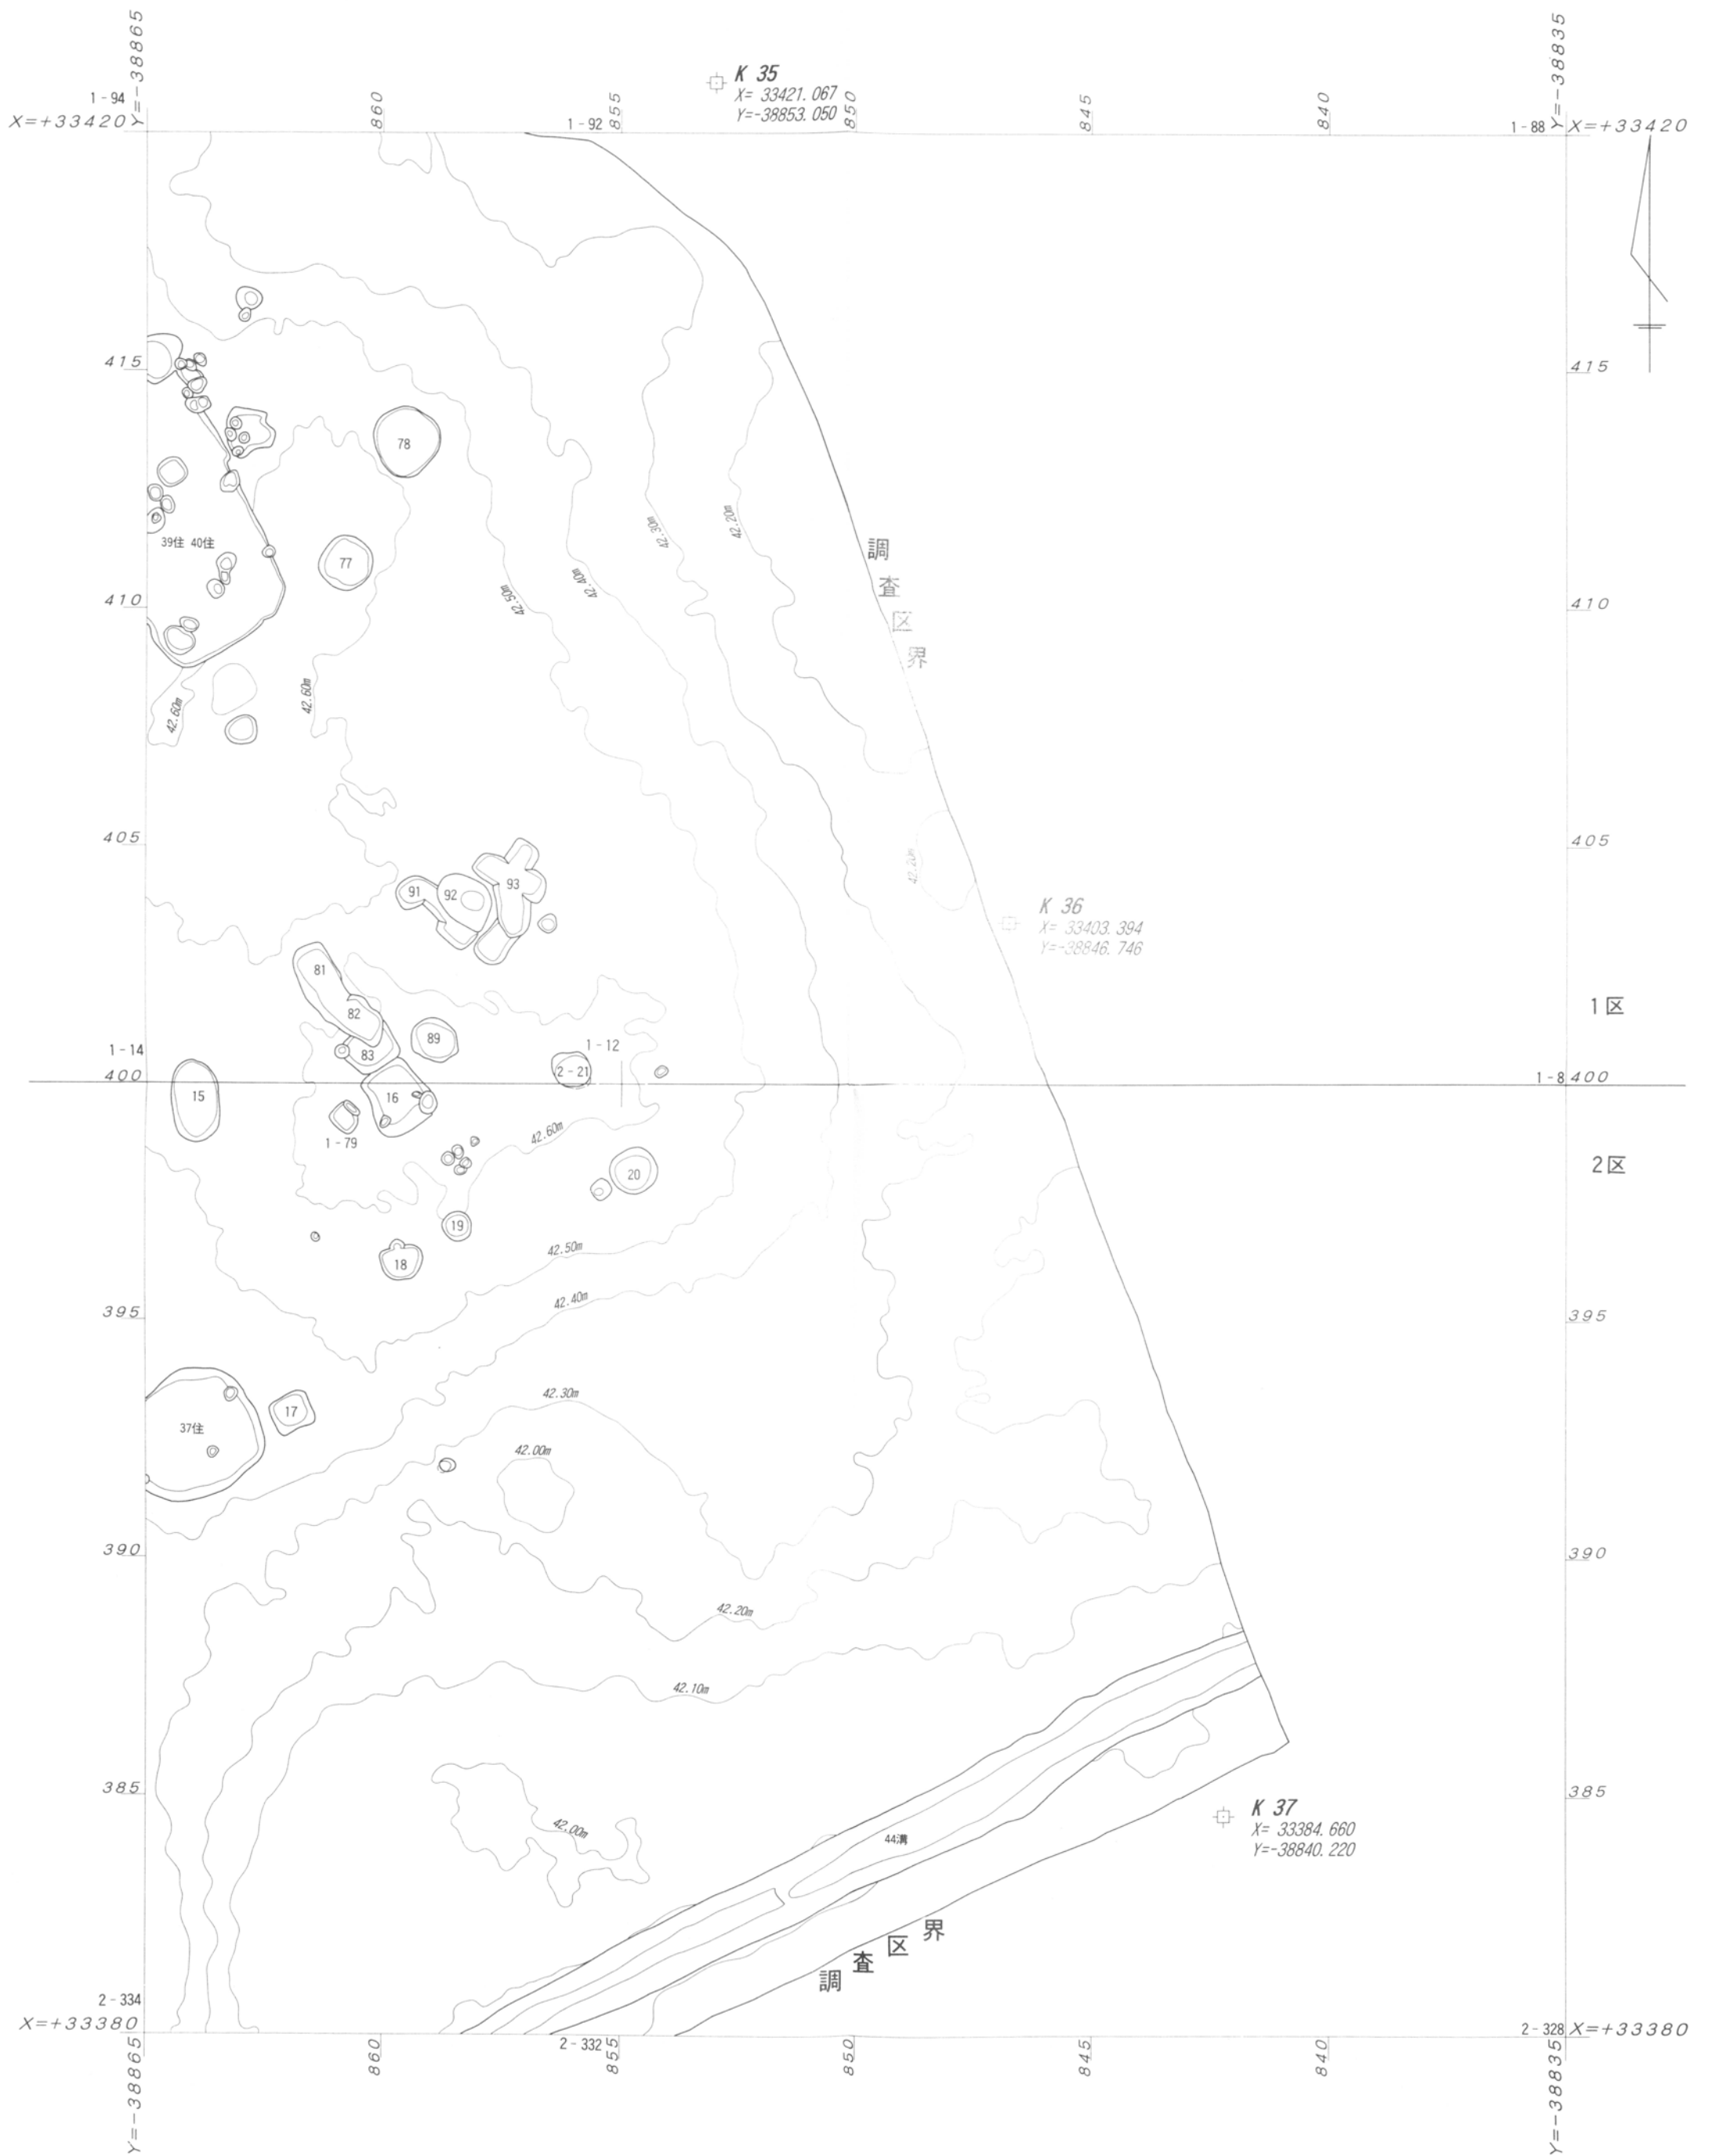 Y=-38865
Y=-38835
K 35
X= 33421.067
Y=-38853.050
860
855
850
845
840
1-94
X=+33420
1-92
1-88
X=+33420
415
415
78
39住 40住
77
42.30m
42.20m
42.50m
42.40m
調
査
区
界
410
410
42.60m
42.60m
405
405
42.20m
91
92
93
K 36
X= 33403.394
Y=-38846.746
81
82
83
89
1区
1-14
400
1-12
2-21
1-8 400
15
16
1-79
42.60m
2区
20
19
18
42.50m
42.40m
395
395
17
37住
42.30m
42.00m
390
390
42.20m
42.10m
385
385
42.00m
44溝
K 37
X= 33384.660
Y=-38840.220
調
査
区
界
2-334
X=+33380
2-332
2-328
X=+33380
Y=-38865
860
855
850
845
840
Y=-38835